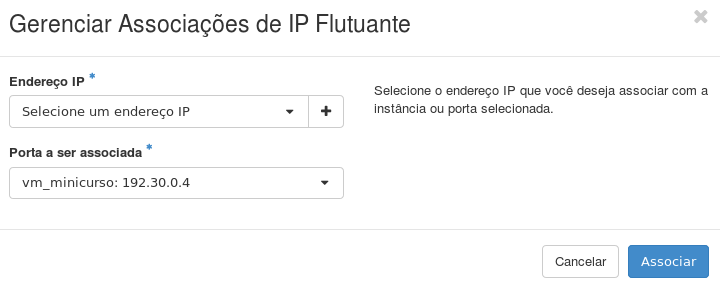 Gerenciar Associações de IP Flutuante
×
Endereço IP *
Selecione um endereço IP
+
Porta a ser associada *
vm_minicurso: 192.30.0.4
Selecione o endereço IP que você deseja associar com a
instância ou porta selecionada.
Cancelar
Associar